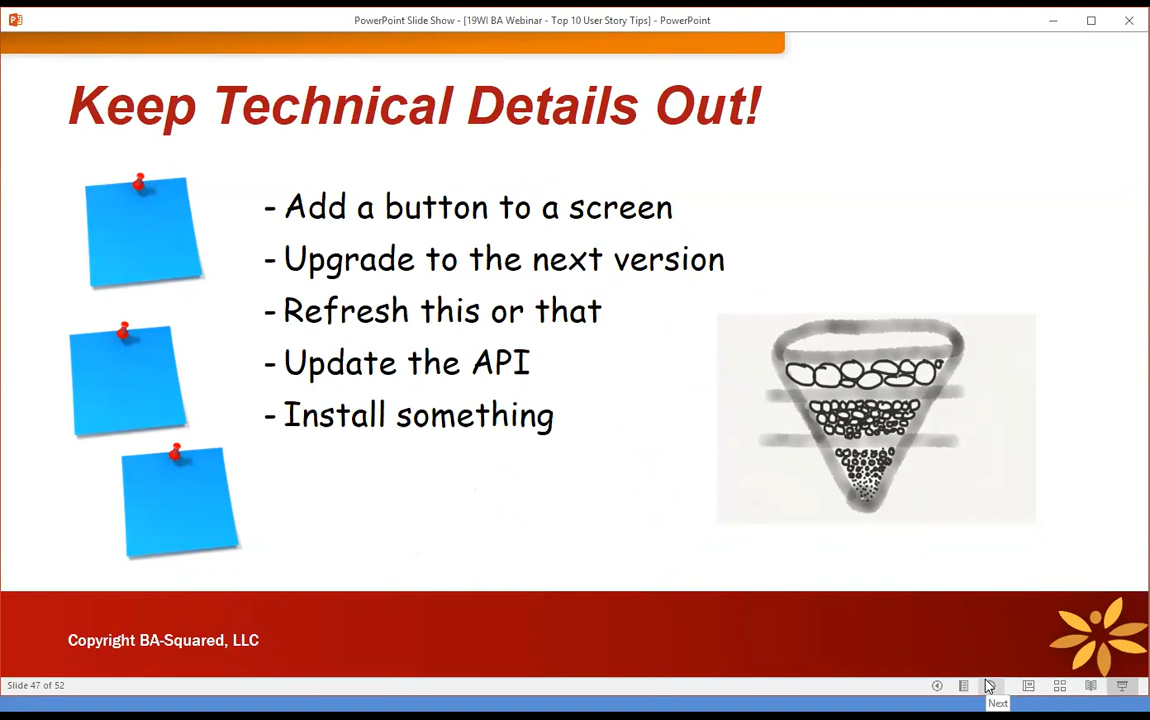 PowerPoint Slide Show - [19WI BA Webinar - Top 10 User Story Tips] - PowerPoint
Keep Technical Details Out!
- Add a button to a screen
- Upgrade to the next version
- Refresh this or that
- Update the API
- Install something
Copyright BA-Squared, LLC
Slide 47 of 52
Next